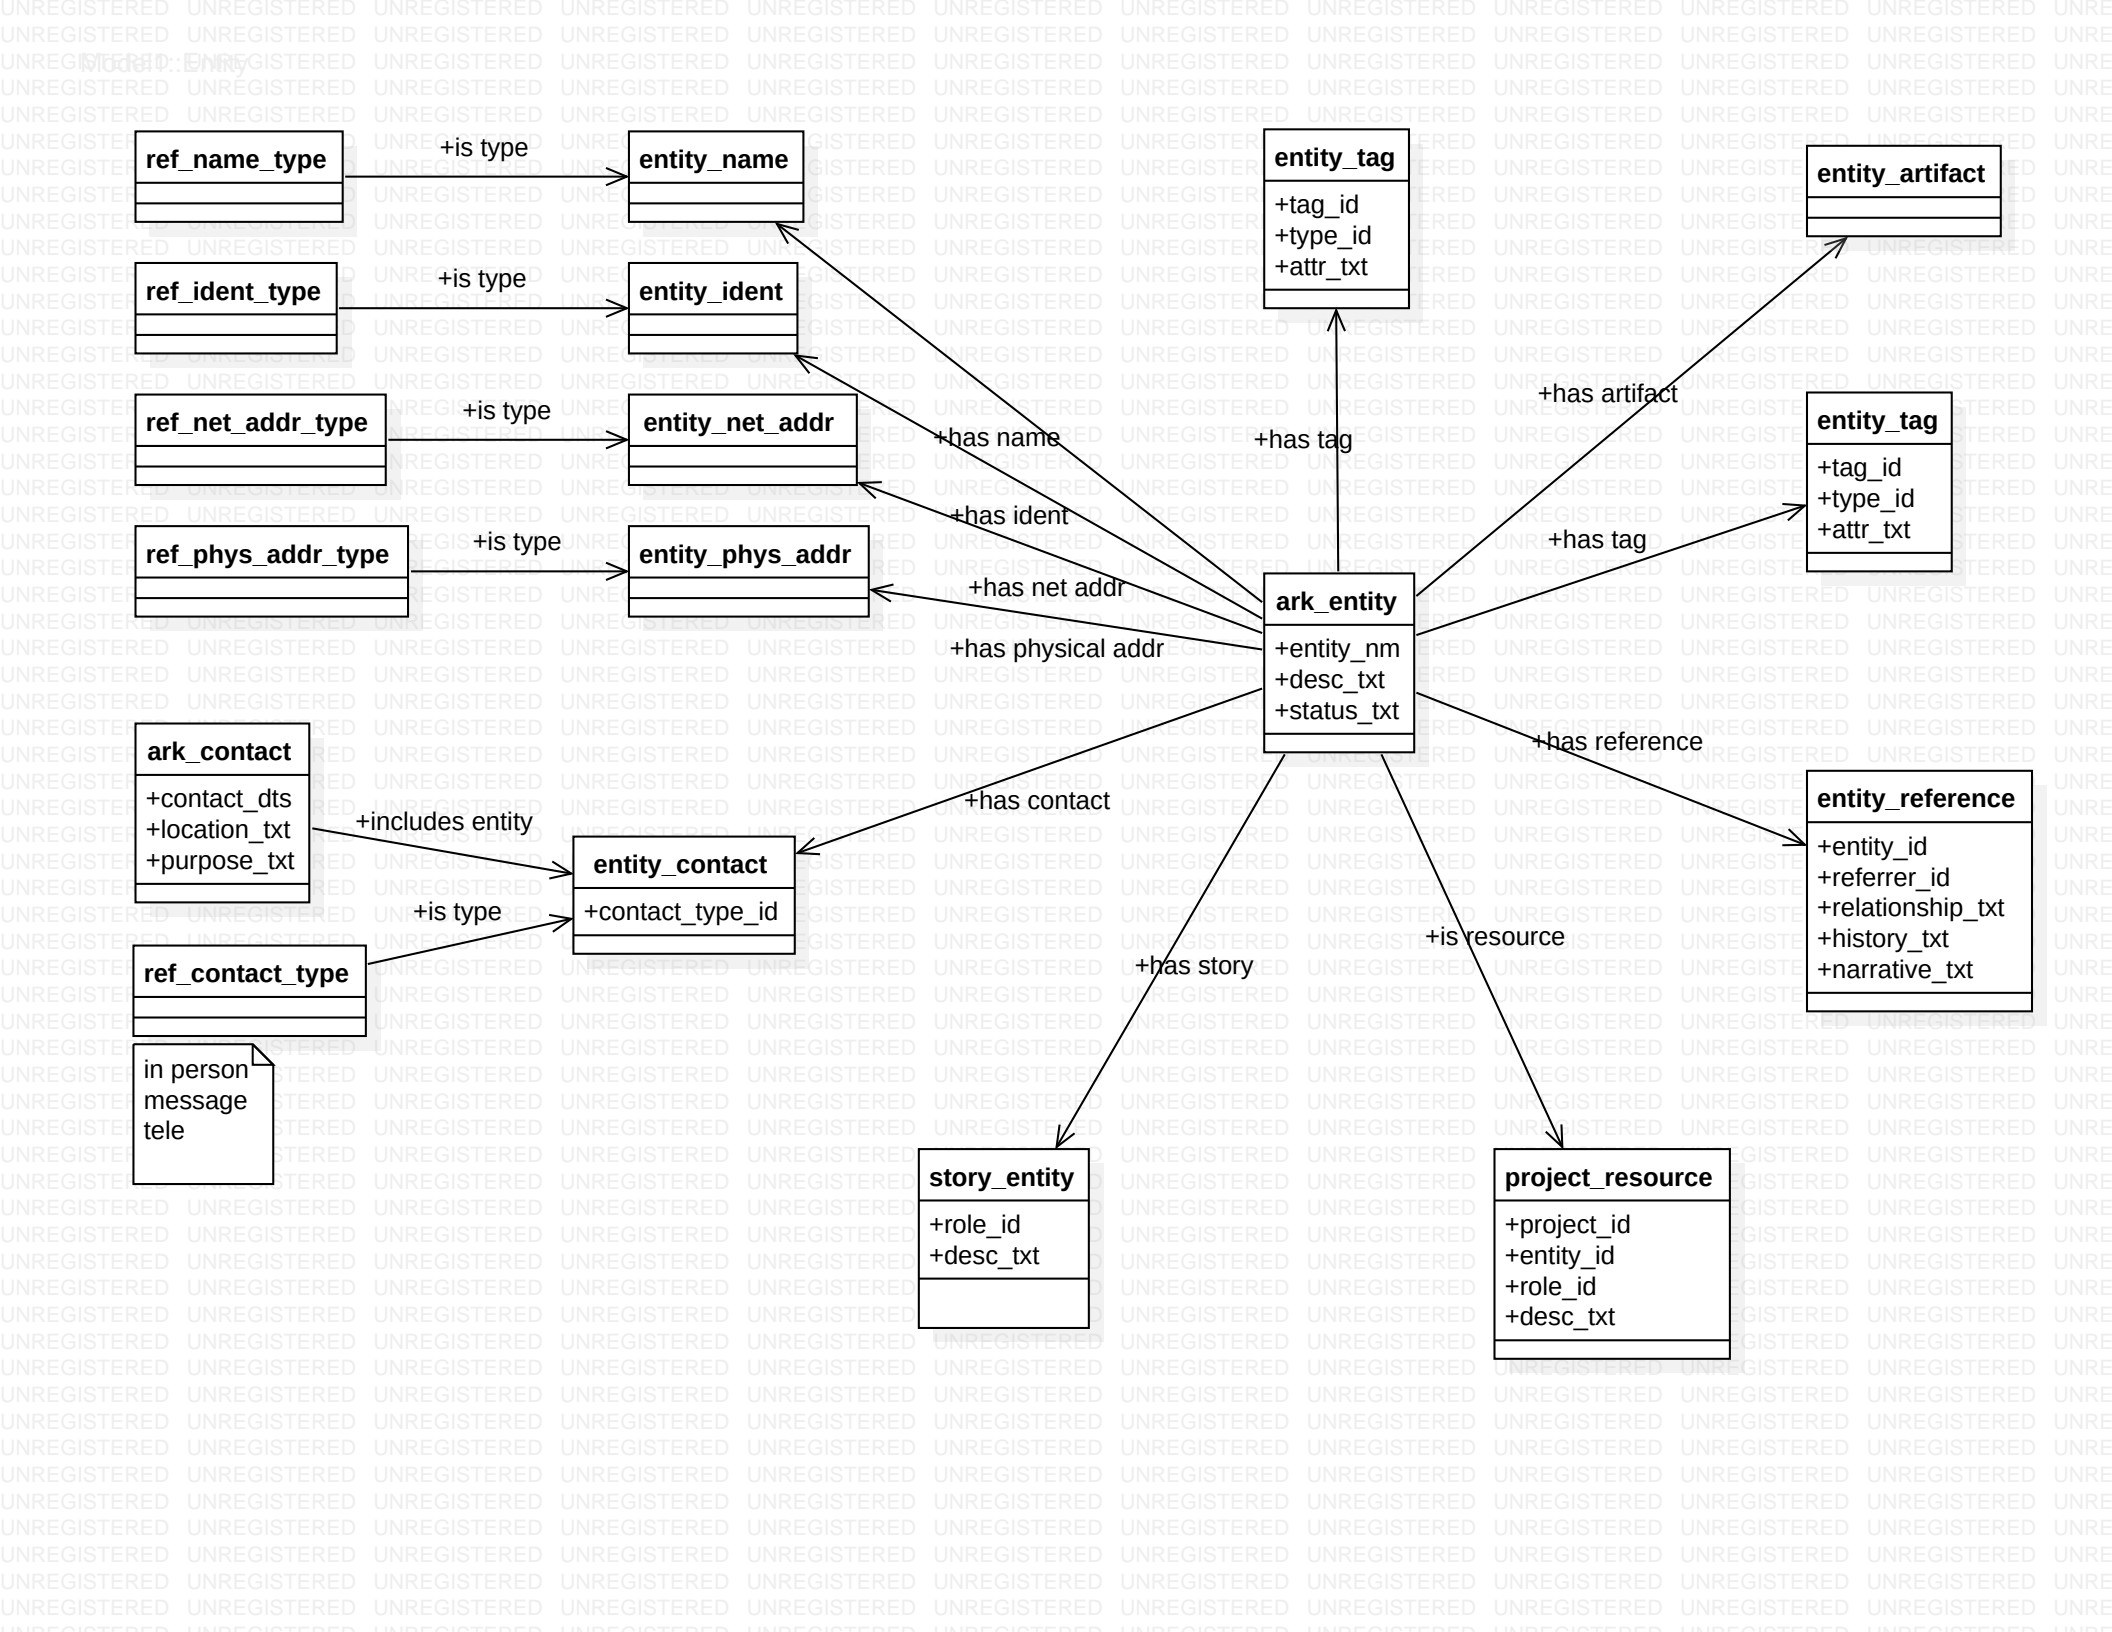 Model1::Entity
ref_name_type
+is type
entity_name
ref_ident_type
+is type
entity_ident
ref_net_addr_type
+is type
entity_net_addr
ref_phys_addr_type
+is type
entity_phys_addr
entity_tag
+tag_id
+type_id
+attr_txt
entity_artifact
+has name
+has ident
+has net addr
+has physical addr
+has tag
+has artifact
entity_tag
+tag_id
+type_id
+attr_txt
+has tag
ark_entity
+entity_nm
+desc_txt
+status_txt
ark_contact
+contact_dts
+location_txt
+purpose_txt
+includes entity
+has contact
+has reference
entity_contact
+contact_type_id
+is type
ref_contact_type
in person
message
tele
entity_reference
+entity_id
+referrer_id
+relationship_txt
+history_txt
+narrative_txt
+has story
+is resource
story_entity
+role_id
+desc_txt
project_resource
+project_id
+entity_id
+role_id
+desc_txt
UNREGISTERED